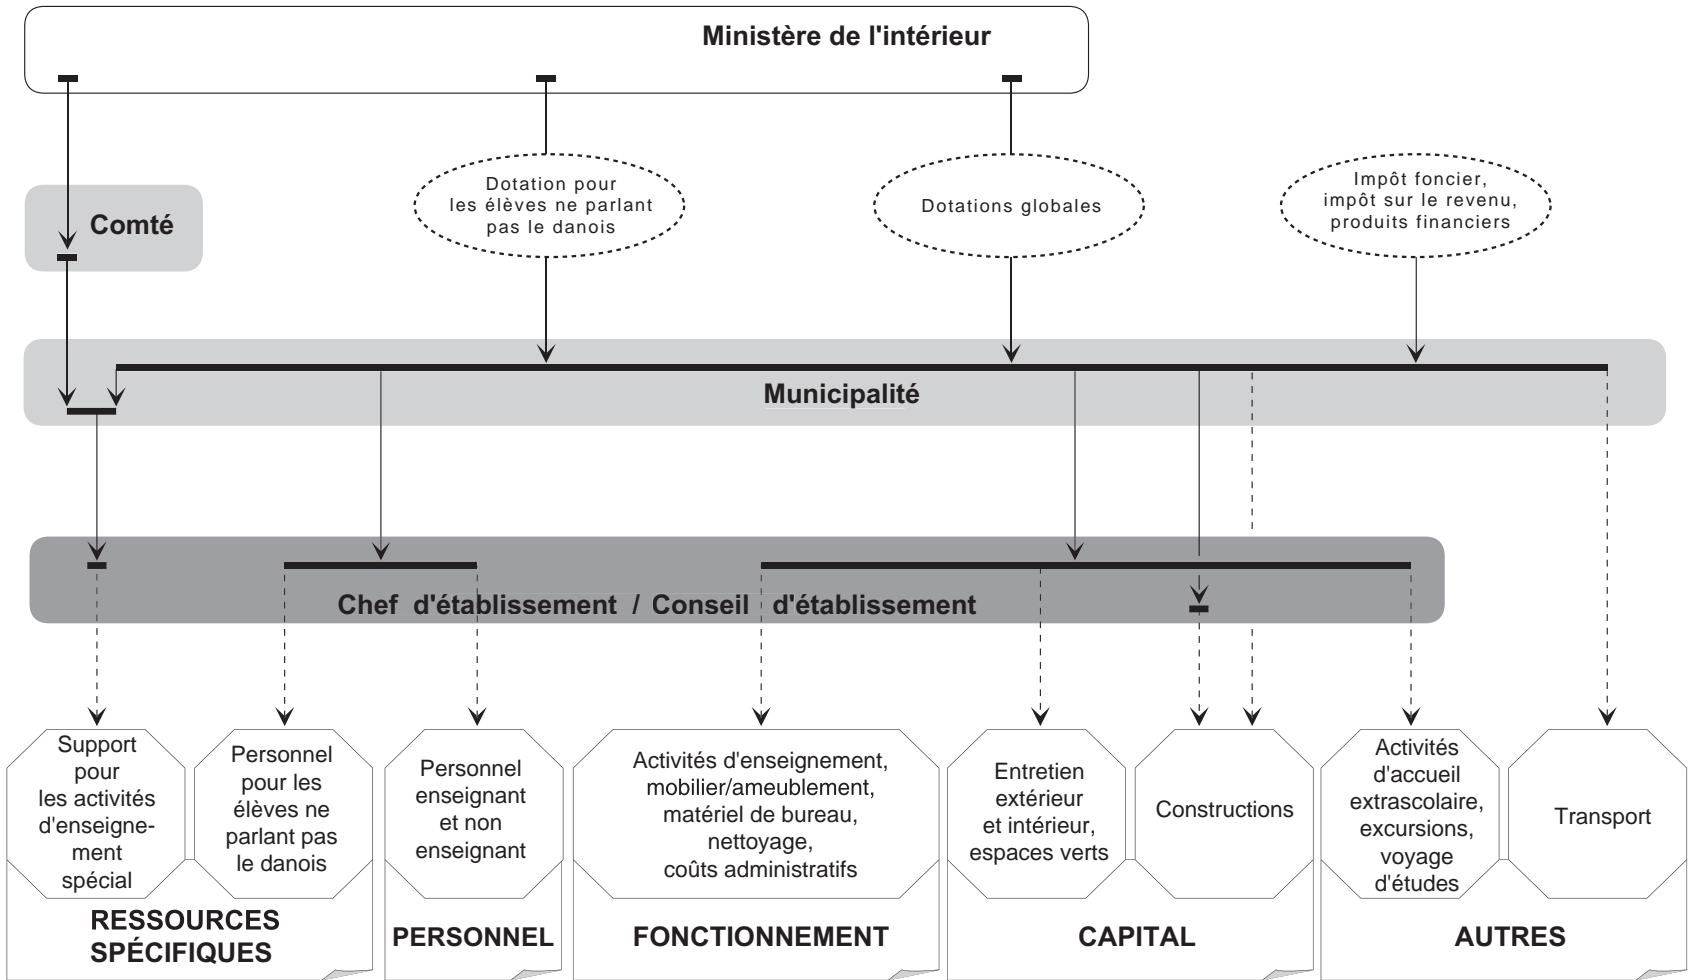 Ministère de l'intérieur
Comté
Dotation pour
les élèves ne parlant
pas le danois
Dotations globales
Impôt foncier,
impôt sur le revenu,
produits financiers
Municipalité
Chef d'établissement / Conseil d'établissement
Support
pour
les activités
d'enseigne-
ment
spécial
Personnel
pour les
élèves ne
parlant pas
le danois
Personnel
enseignant
et non
enseignant
Activités d'enseignement,
mobilier/ameublement,
matériel de bureau,
nettoyage,
coûts administratifs
Entretien
extérieur
et intérieur,
espaces verts
Constructions
Activités
d'accueil
extrascolaire,
excursions,
voyage
d'études
Transport
RESSOURCES
SPÉCIFIQUES
PERSONNEL
FONCTIONNEMENT
CAPITAL
AUTRES